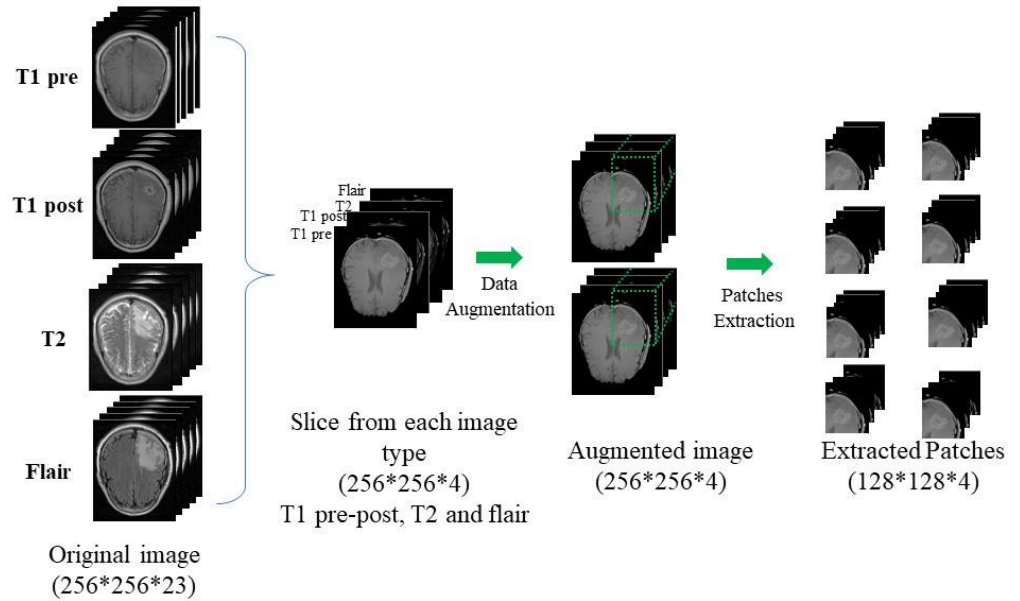 T1 pre
T1 post
T2
Flair
Original image
(256*256*23)
Flair
T2
T1 post
T1 pre
Slice from each image
type
(256*256*4)
T1 pre-post, T2 and flair
Data
Augmentation
Augmented image
(256*256*4)
Patches
Extraction
Extracted Patches
(128*128*4)